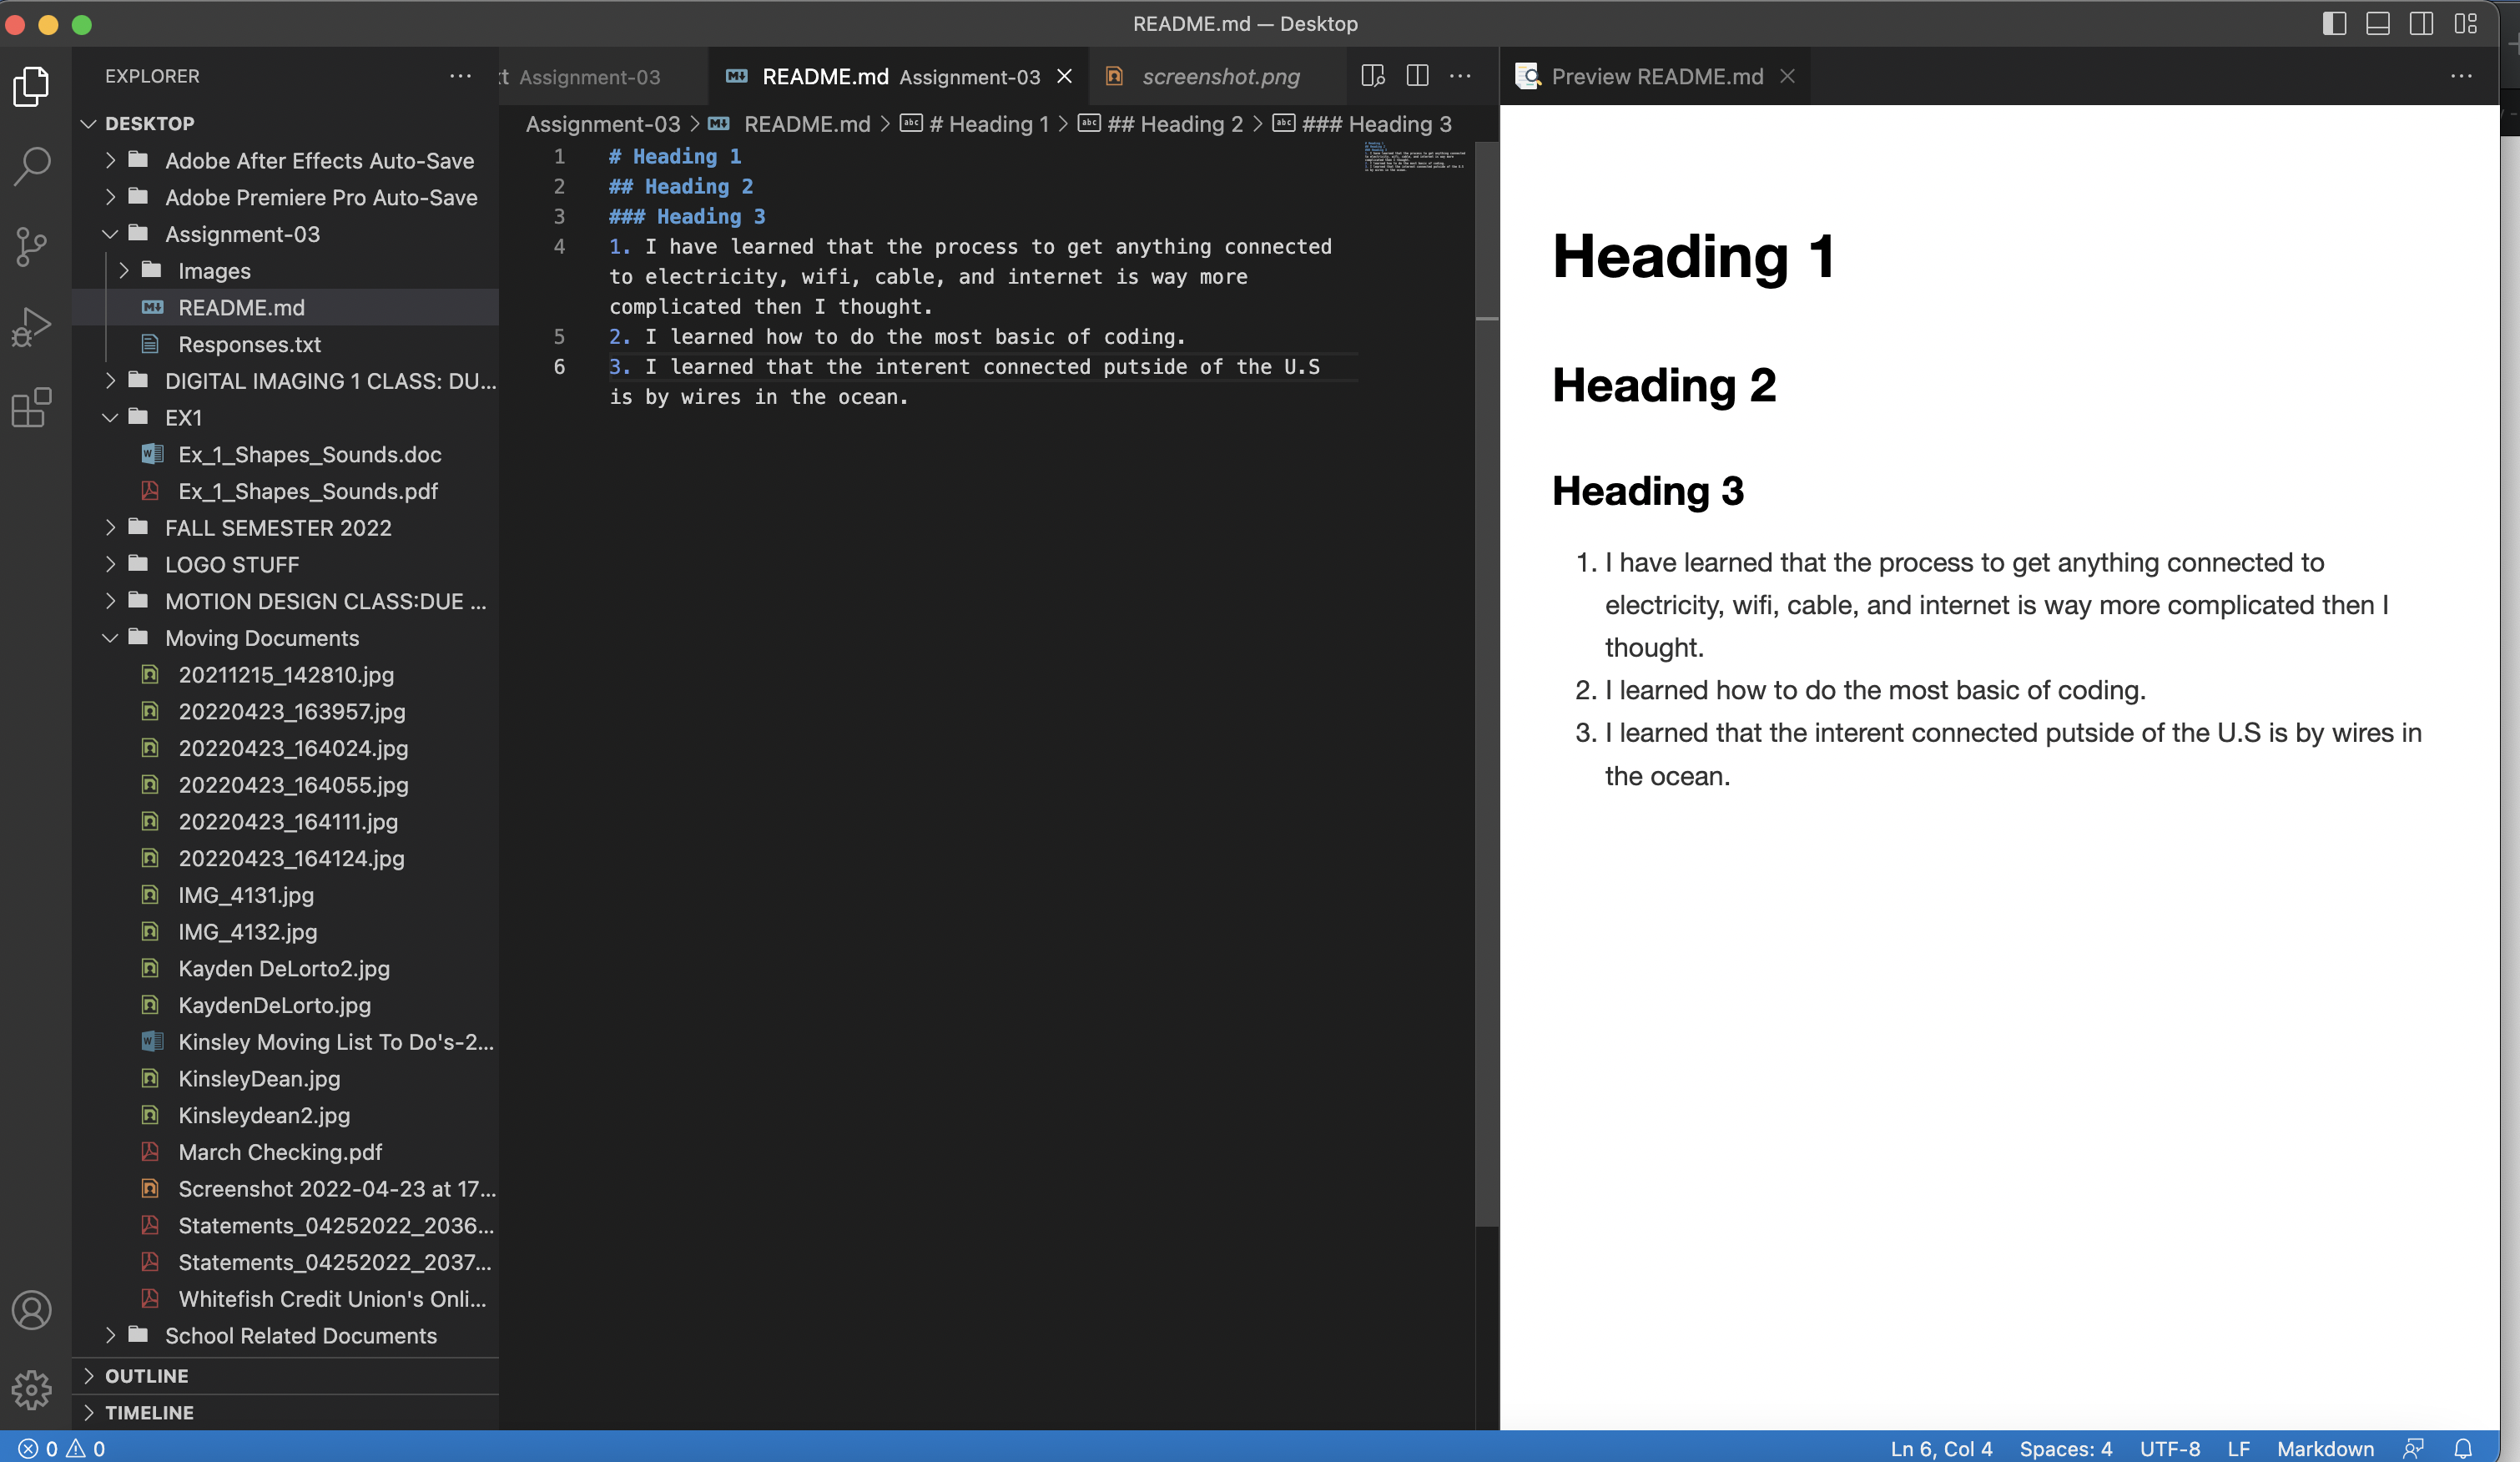 README.md — Desktop
EXPLORER
DESKTOP
Adobe After Effects Auto-Save
Adobe Premiere Pro Auto-Save
Assignment-03
Images
README.md
Responses.txt
DIGITAL IMAGING 1 CLASS: DU...
EX1
Ex_1_Shapes_Sounds.doc
Ex_1_Shapes_Sounds.pdf
FALL SEMESTER 2022
LOGO STUFF
MOTION DESIGN CLASS:DUE ...
Moving Documents
20211215_142810.jpg
20220423_163957.jpg
20220423_164024.jpg
20220423_164055.jpg
20220423_164111.jpg
20220423_164124.jpg
IMG_4131.jpg
IMG_4132.jpg
Kayden DeLorto2.jpg
KaydenDeLorto.jpg
Kinsley Moving List To Do's-2...
KinsleyDean.jpg
Kinsleydean2.jpg
March Checking.pdf
Screenshot 2022-04-23 at 17...
Statements_04252022_2036...
Statements_04252022_2037...
Whitefish Credit Union's Onli...
School Related Documents
OUTLINE
TIMELINE
Assignment-03
README.md Assignment-03
screenshot.png
Assignment-03 > README.md > # Heading 1 > ## Heading 2 > ### Heading 3
1 # Heading 1
2 ## Heading 2
3 ### Heading 3
4 1. I have learned that the process to get anything connected
to electricity, wifi, cable, and internet is way more
complicated then I thought.
5 2. I learned how to do the most basic of coding.
6 3. I learned that the interent connected putside of the U.S
is by wires in the ocean.
Preview README.md
Heading 1
Heading 2
Heading 3
1. I have learned that the process to get anything connected to
electricity, wifi, cable, and internet is way more complicated then I
thought.
2. I learned how to do the most basic of coding.
3. I learned that the interent connected putside of the U.S is by wires in
the ocean.
0 0
Ln 6, Col 4 Spaces: 4 UTF-8 LF Markdown